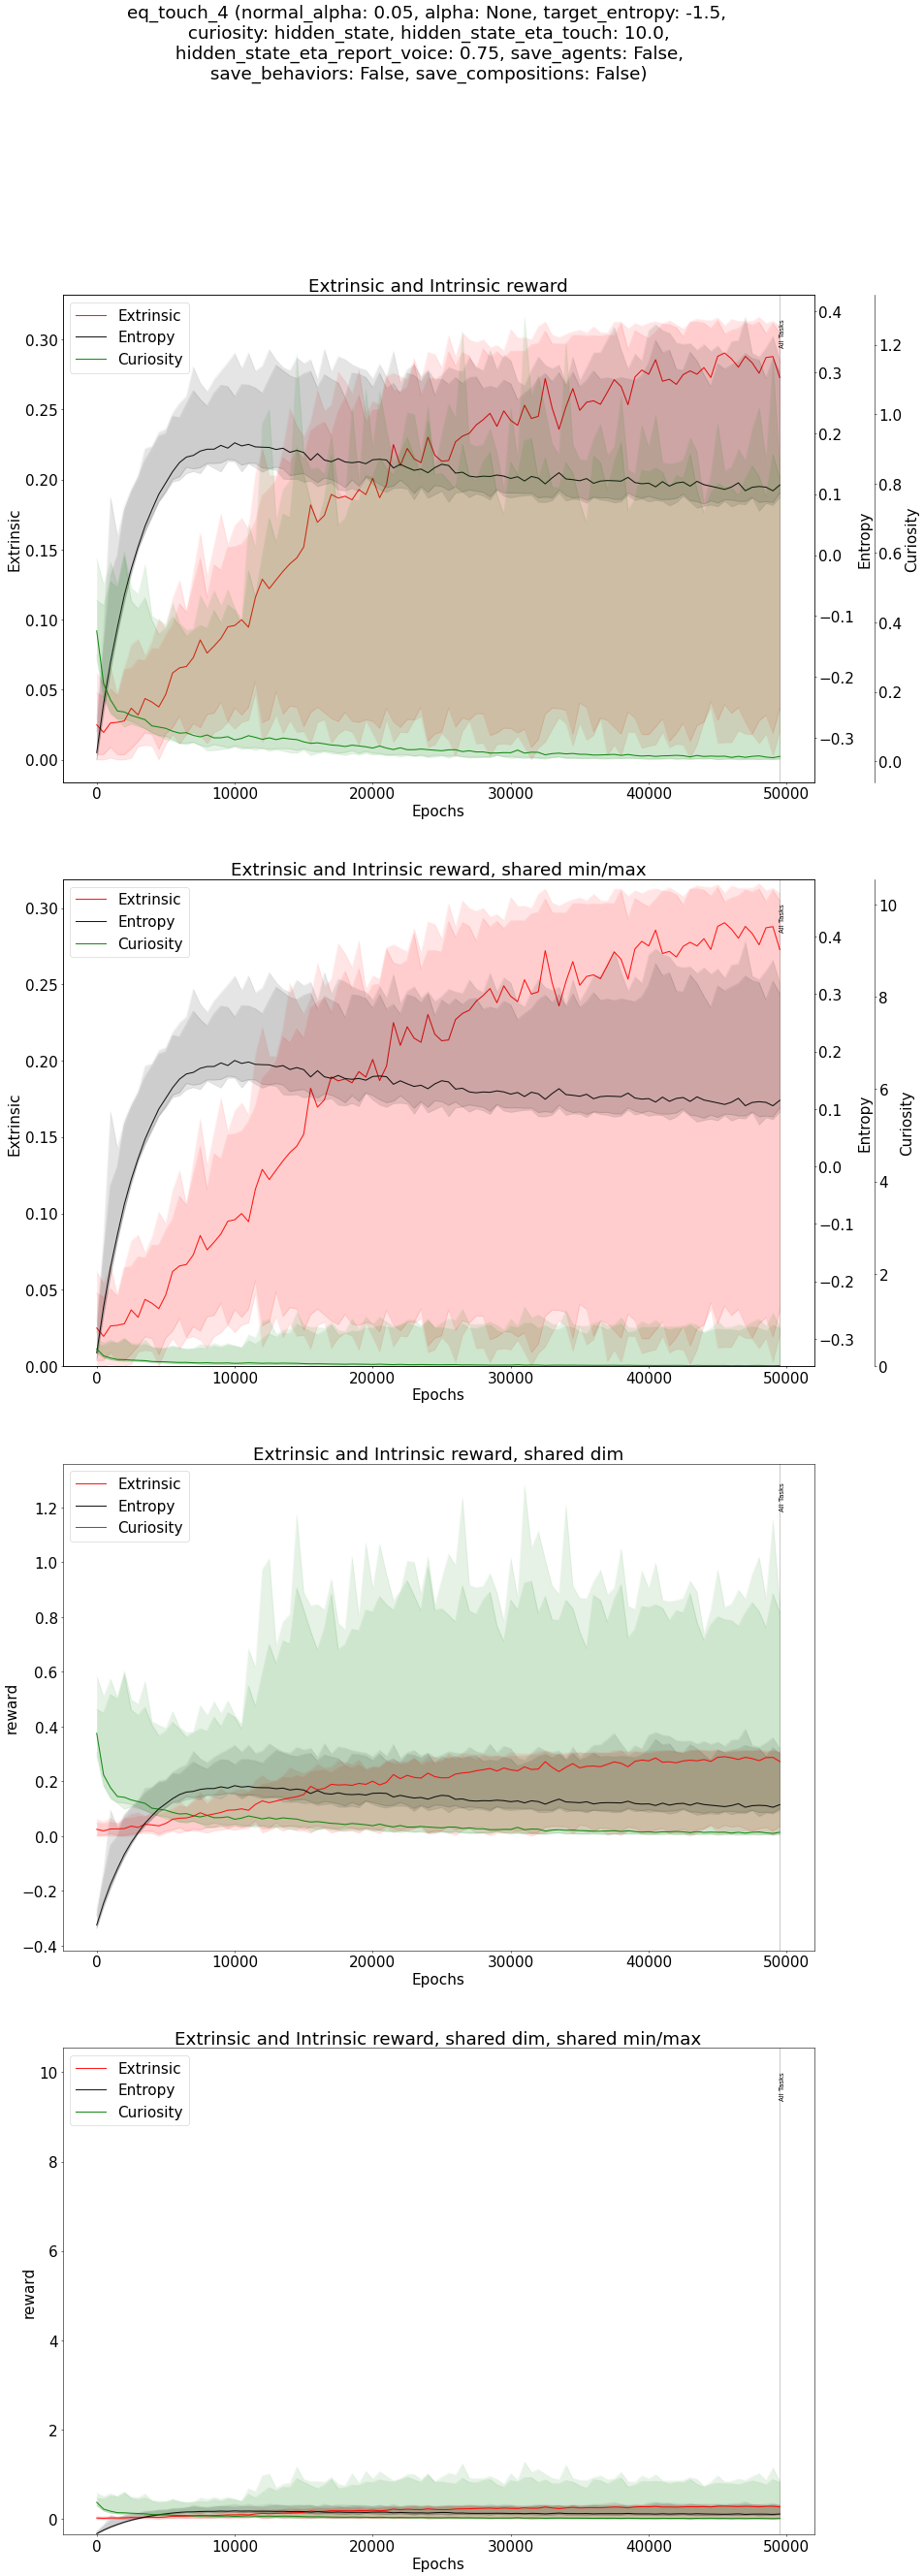 eq_touch_4 (normal_alpha: 0.05, alpha: None, target_entropy: -1.5,
curiosity: hidden_state, hidden_state_eta_touch: 10.0,
hidden_state_eta_report_voice: 0.75, save_agents: False,
save_behaviors: False, save_compositions: False)
Extrinsic and Intrinsic reward
Extrinsic
Entropy
Curiosity
All Tasks
0.30
0.25
0.20
0.15
0.10
0.05
0.00
Extrinsic
0.4
0.3
0.2
0.1
0.0
−0.1
−0.2
−0.3
Entropy
1.2
1.0
0.8
0.6
0.4
0.2
0.0
Curiosity
0 10000 20000 30000 40000 50000
Epochs
Extrinsic and Intrinsic reward, shared min/max
Extrinsic
Entropy
Curiosity
All Tasks
0.30
0.25
0.20
0.15
0.10
0.05
0.00
Extrinsic
0.4
0.3
0.2
0.1
0.0
−0.1
−0.2
−0.3
Entropy
10
8
6
4
2
0
Curiosity
0 10000 20000 30000 40000 50000
Epochs
Extrinsic and Intrinsic reward, shared dim
Extrinsic
Entropy
Curiosity
All Tasks
1.2
1.0
0.8
0.6
0.4
0.2
0.0
−0.2
−0.4
reward
0 10000 20000 30000 40000 50000
Epochs
Extrinsic and Intrinsic reward, shared dim, shared min/max
Extrinsic
Entropy
Curiosity
All Tasks
10
8
6
4
2
0
reward
0 10000 20000 30000 40000 50000
Epochs